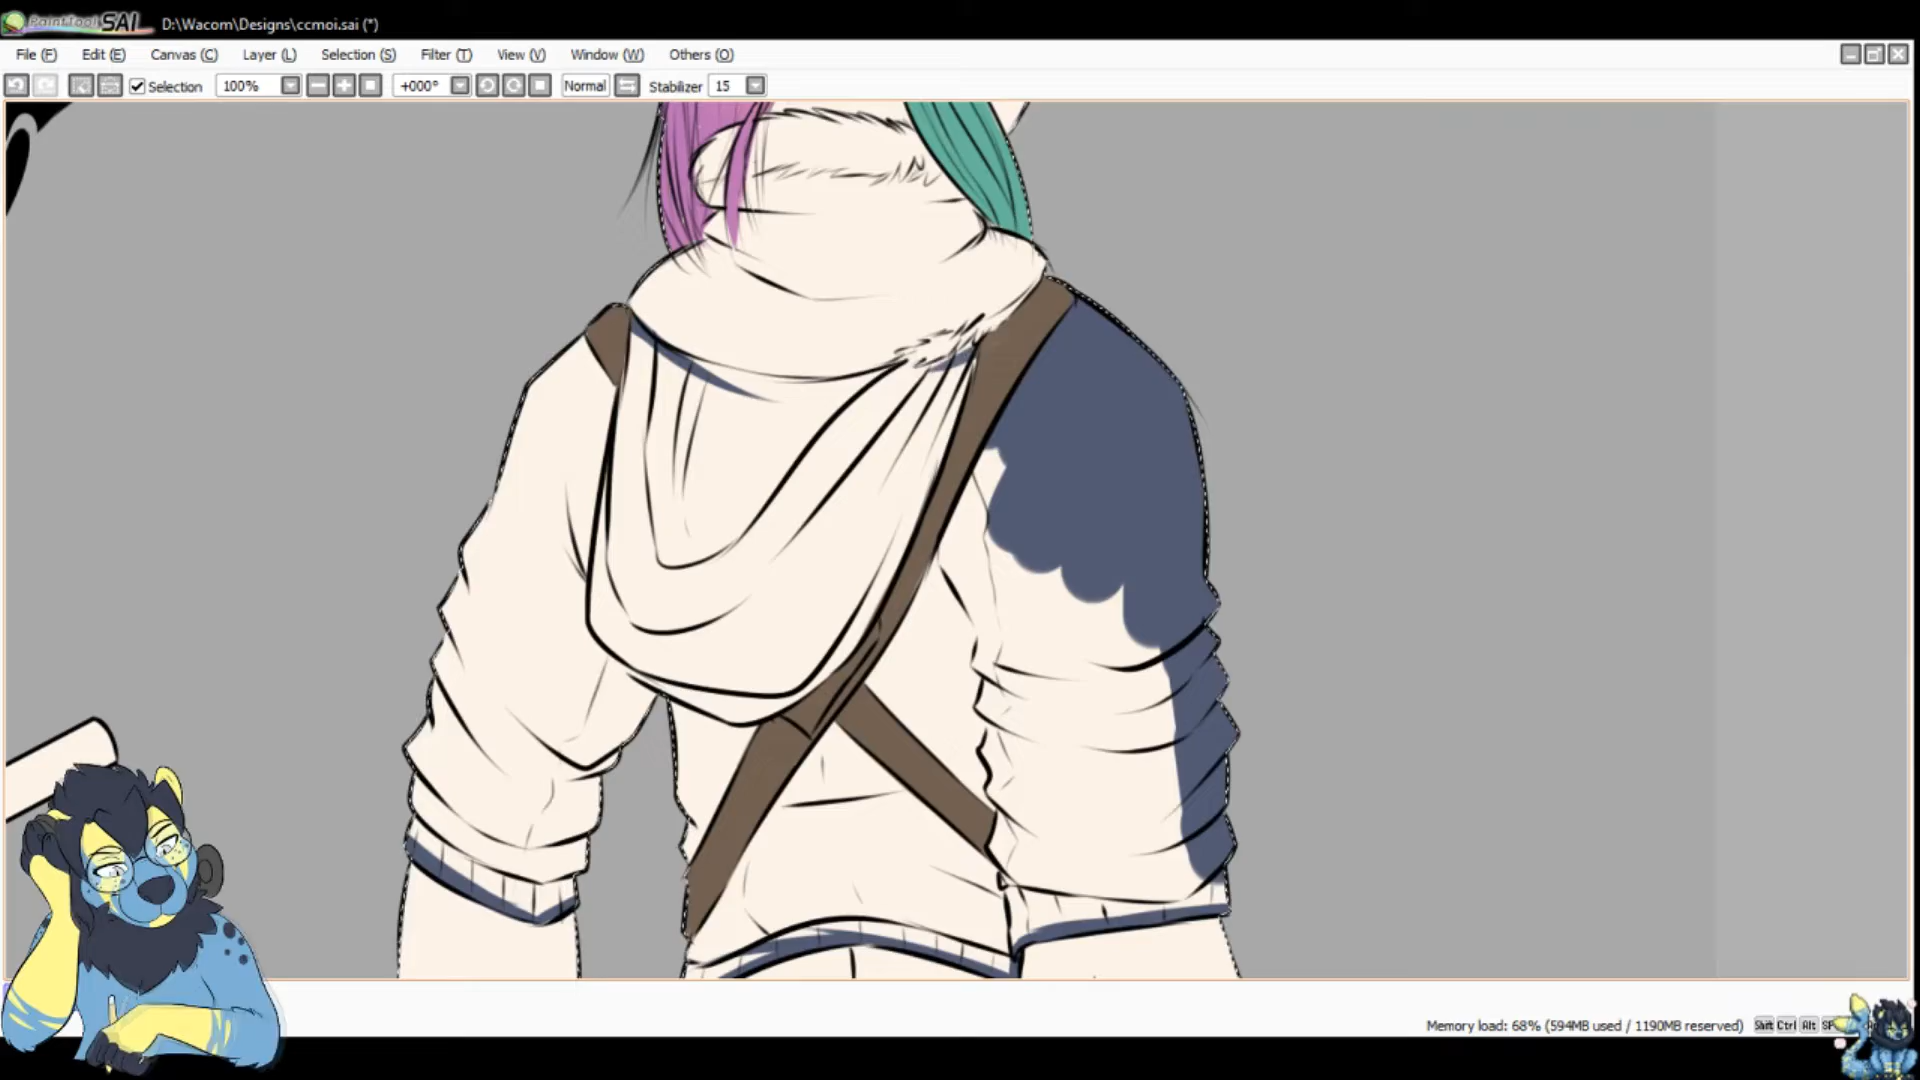 PaintTool SAI D:\Wacom\Designs\ccmoi.sai (*)
File (F) Edit (E) Canvas (C) Layer (L) Selection (S) Filter (T) View (V) Window (W) Others (O)
Selection 100% +000° Normal Stabilizer 15
Memory load: 68% (594MB used / 1190MB reserved) Shift Ctrl Alt